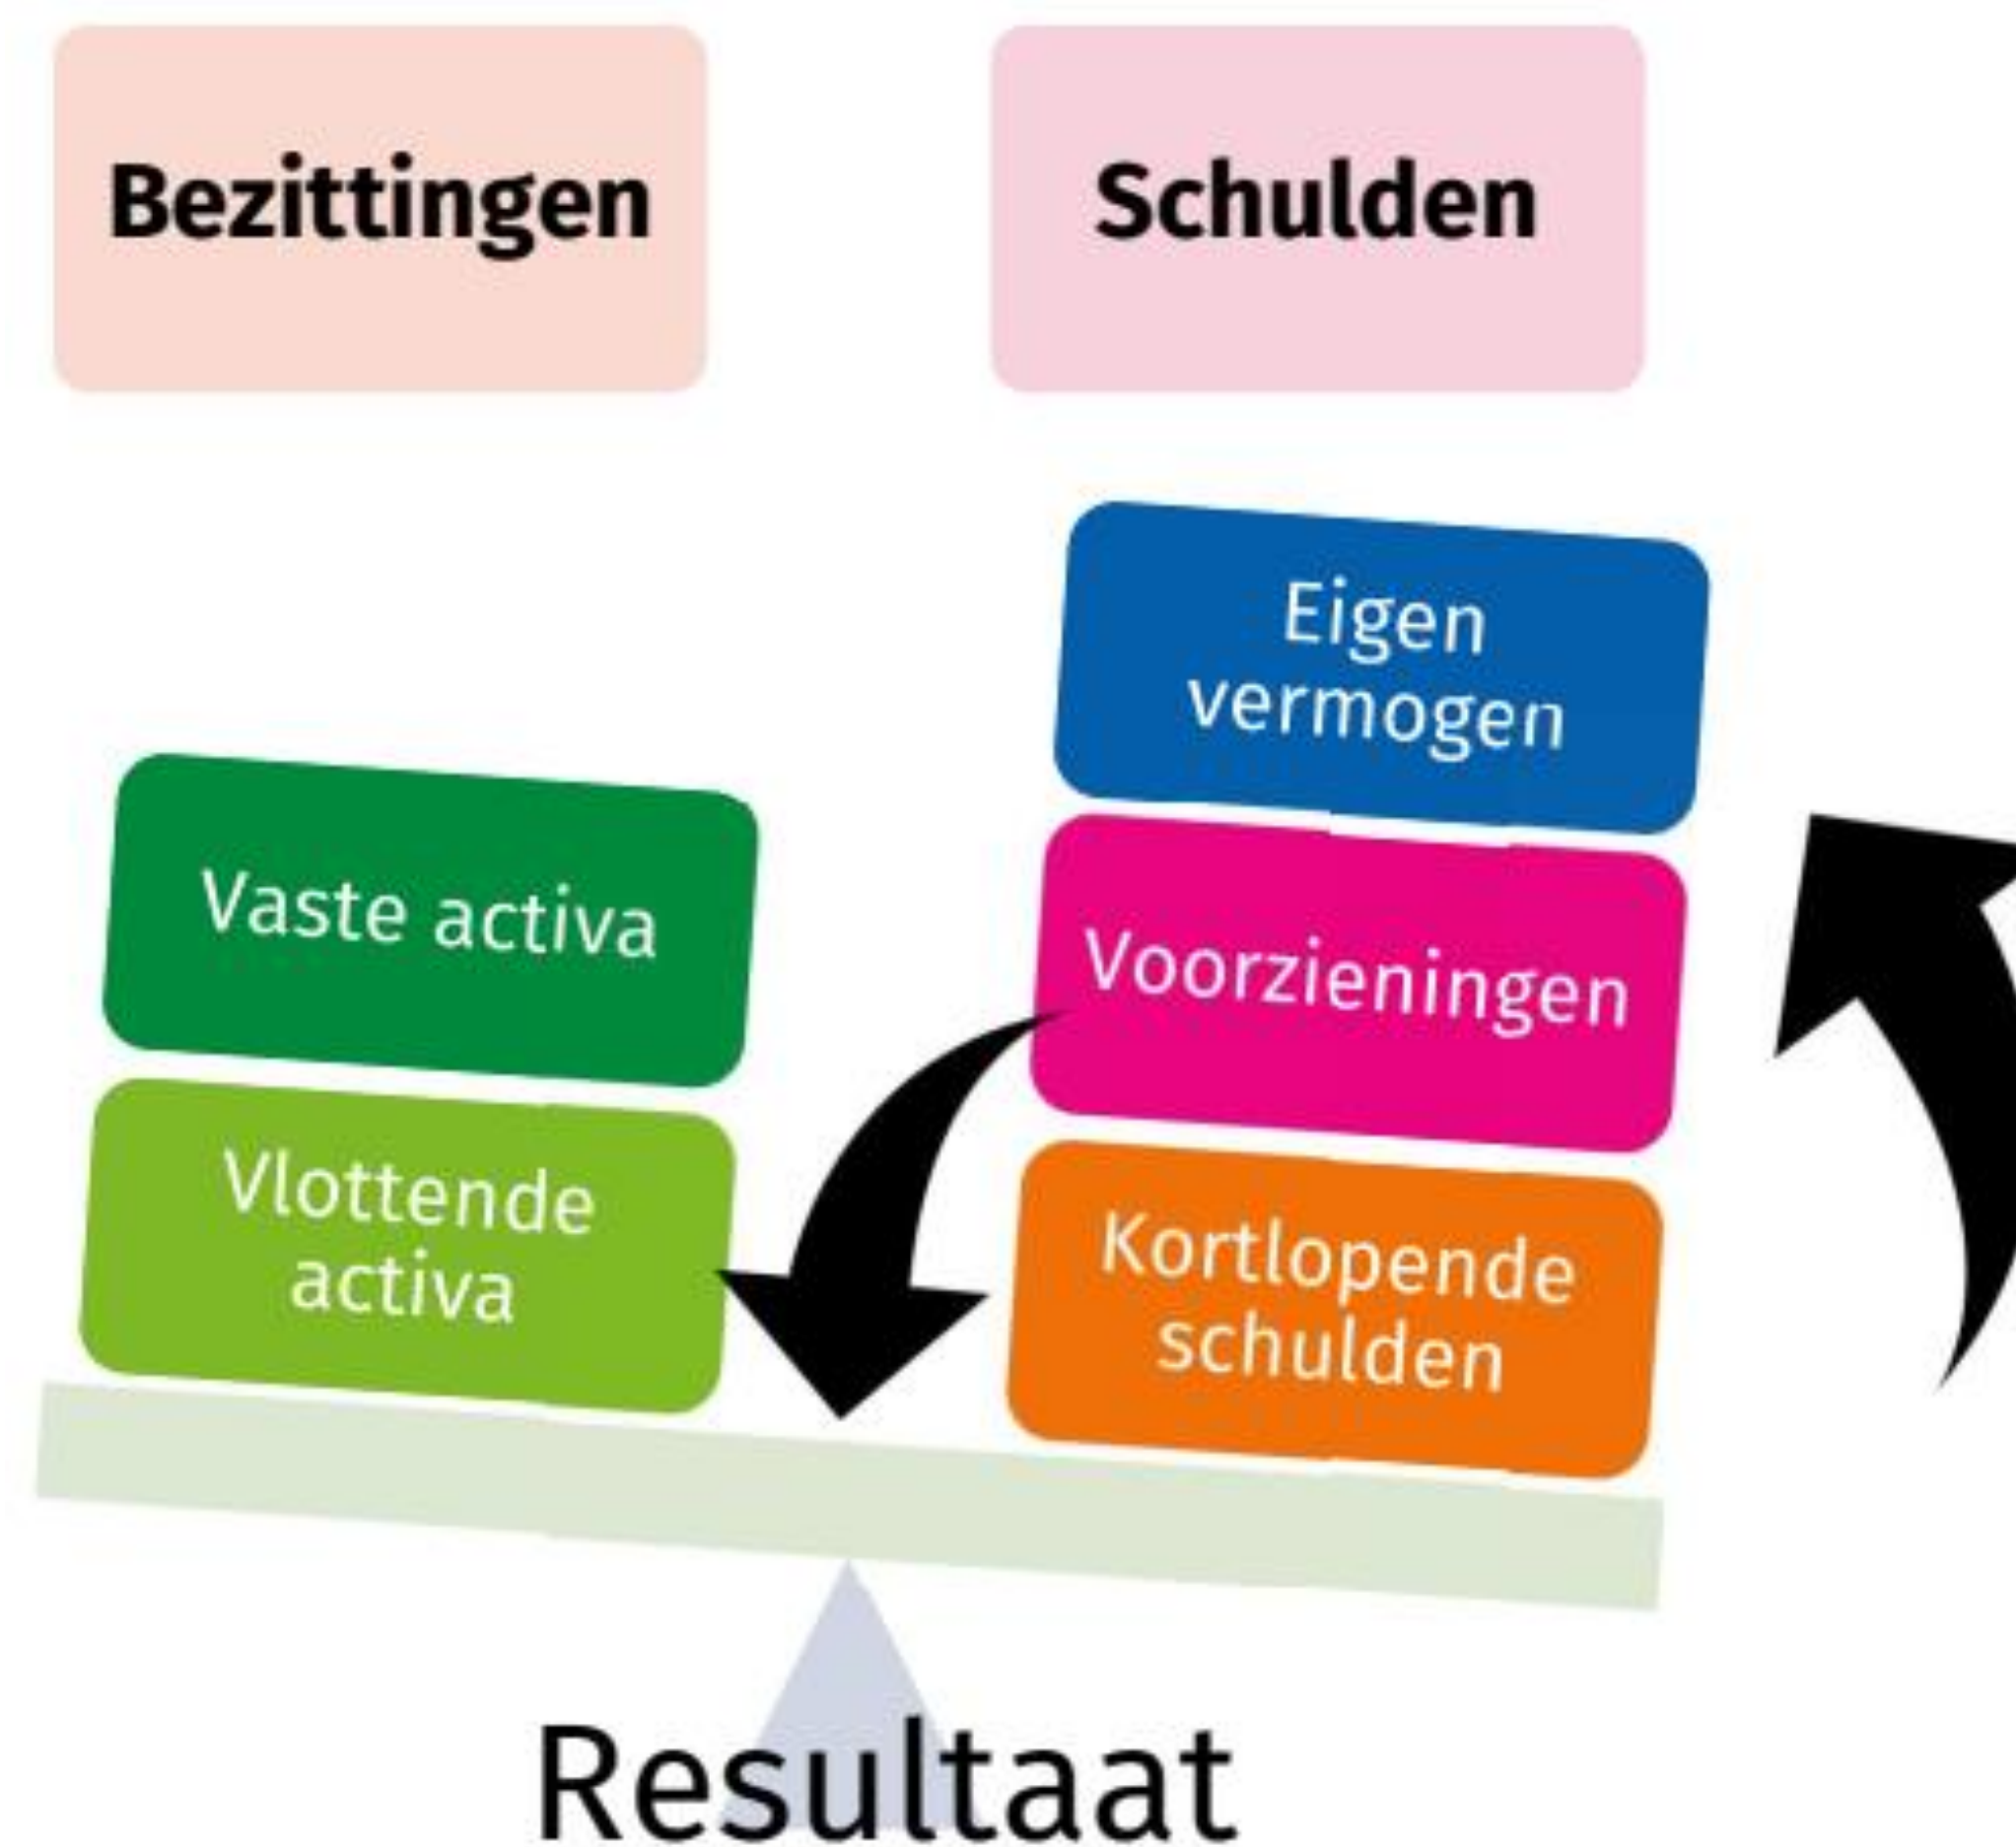 Bezittingen
Schulden
Eigen
vermogen
Vaste activa
Voorzieningen
Vlottende
activa
Kortlopende
schulden
Resultaat